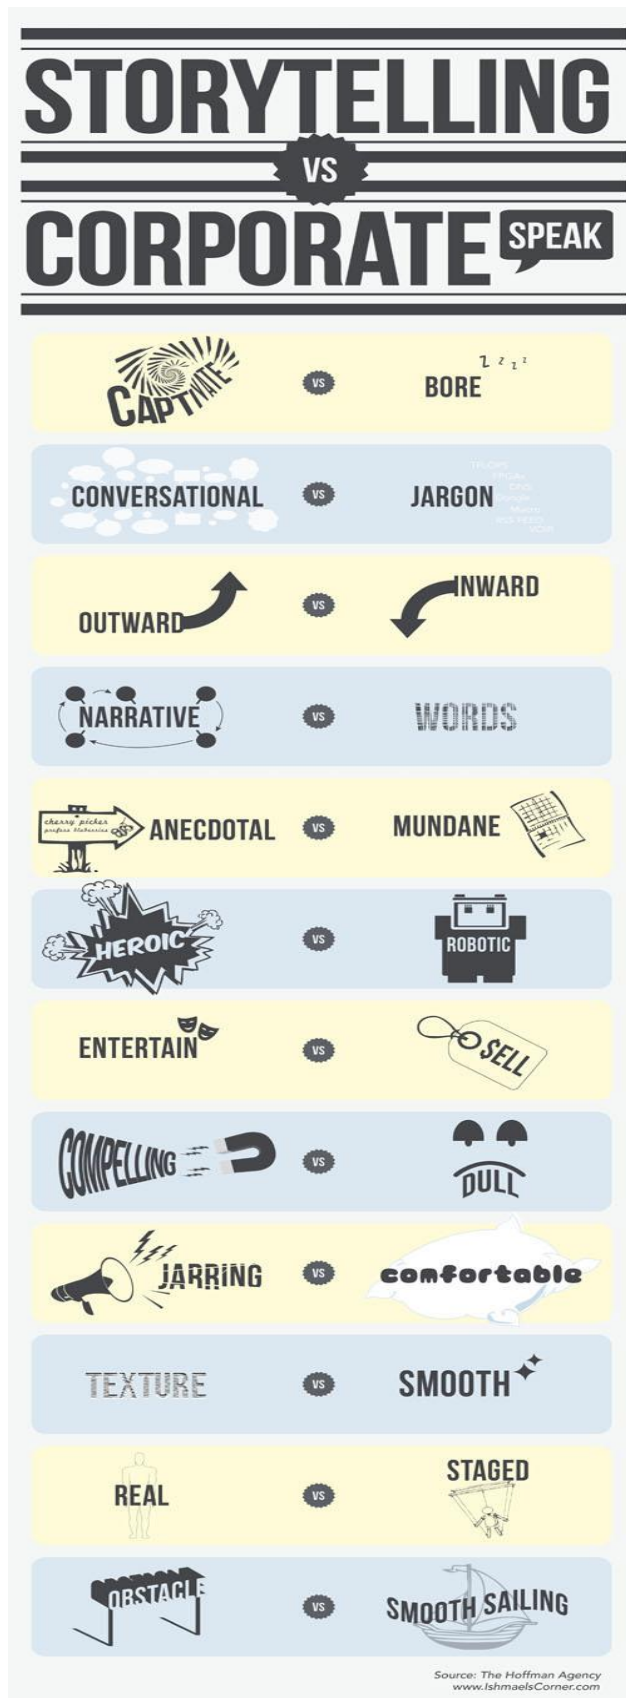 STORYTELLING
VS
CORPORATE SPEAK
CAPTIVATE VS BORE z z z z
CONVERSATIONAL VS JARGON
OUTWARD VS INWARD
NARRATIVE VS WORDS
cherry picker
ANECDOTAL VS MUNDANE
HEROIC VS ROBOTIC
ENTERTAIN VS SELL
COMPELLING VS DULL
JARRING VS comfortable
TEXTURE VS SMOOTH
REAL VS STAGED
OBSTACLE VS SMOOTH SAILING
Source: The Hoffman Agency
www.IshmaelsCorner.com